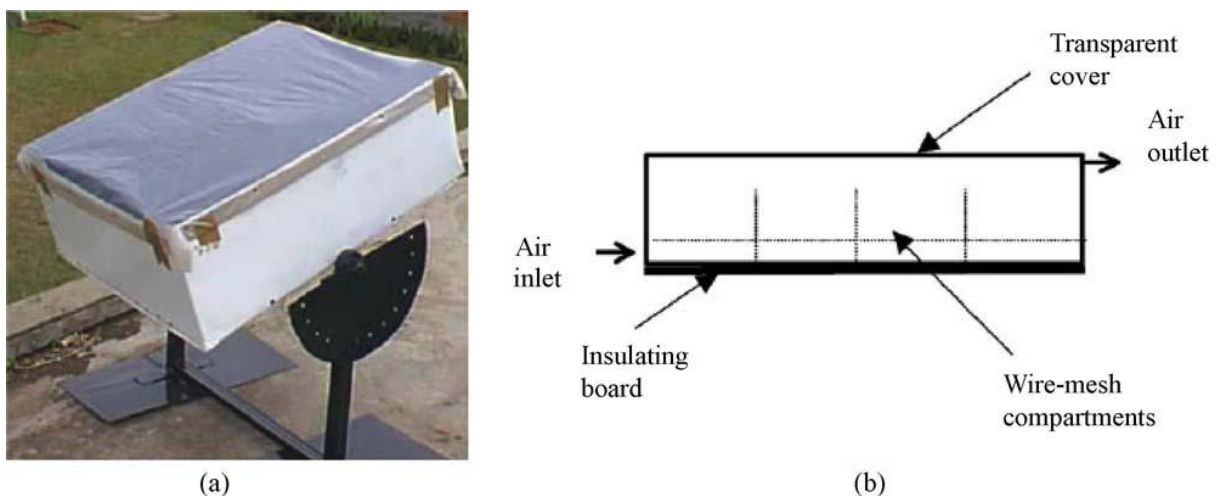 Transparent
cover
Air
outlet
Air
inlet
Insulating
board
Wire-mesh
compartments
(a)
(b)